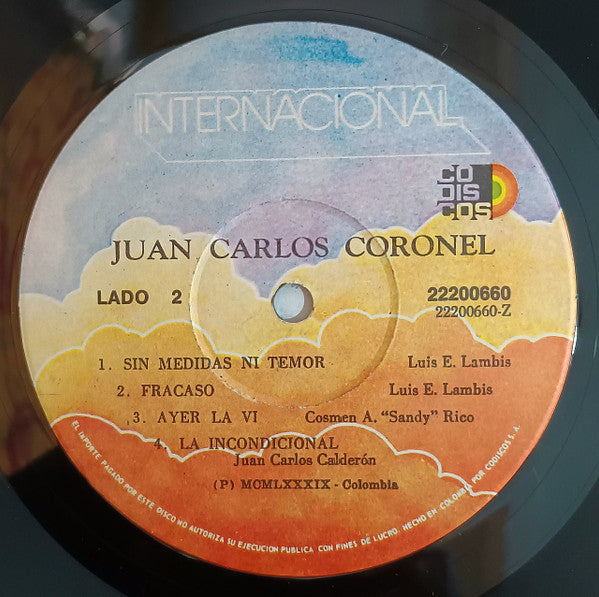 INTERNACIONAL
CO
DIS
COS
JUAN CARLOS CORONEL
LADO 2
22200660
22200660-Z
1. SIN MEDIDAS NI TEMOR Luis E. Lambis
2. FRACASO Luis E. Lambis
3. AYER LA VI Cosmen A. "Sandy" Rico
4. LA INCONDICIONAL
Juan Carlos Calderón
(P) MCMLXXXIX - Colombia
EL IMPORTE PAGADO POR ESTE DISCO NO AUTORIZA SU EJECUCION PUBLICA CON FINES DE LUCRO. HECHO EN COLOMBIA POR CODISCOS S.A.